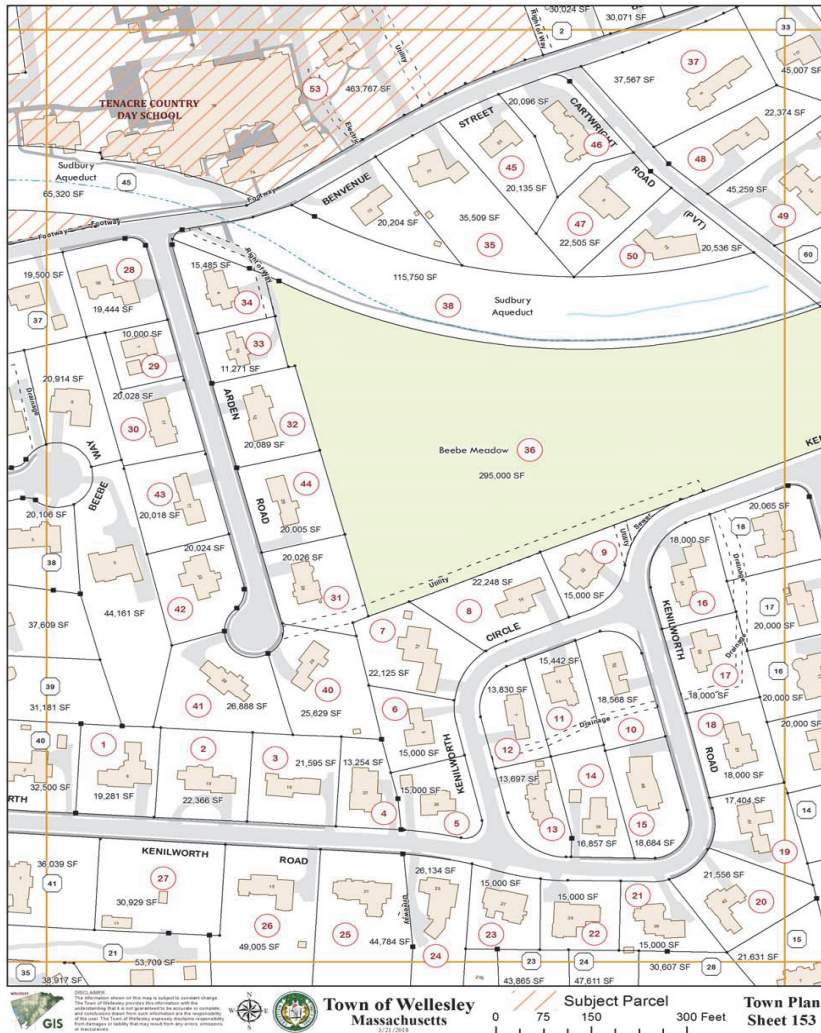 30,024 SF
30,071 SF
2
33
Right of Way
37
45,007 SF
Utility
37,567 SF
TENACRE COUNTRY
DAY SCHOOL
53
463,767 SF
Electric
STREET
20,096 SF
CARTWRIGHT
22,374 SF
46
48
45
20,135 SF
ROAD
Sudbury
Aqueduct
45
65,320 SF
Footway
BENVENUE
20,204 SF
35,509 SF
45,259 SF
47
(PVT)
49
Footway
Footway
35
22,505 SF
50
20,536 SF
60
28
19,500 SF
15,485 SF
Right of Way
115,750 SF
38
Sudbury
Aqueduct
19,444 SF
34
37
10,000 SF
33
29
11,271 SF
20,914 SF
20,028 SF
ARDEN
32
30
20,089 SF
Beebe Meadow
36
295,000 SF
Drainage
WAY
BEEBE
43
44
20,106 SF
20,018 SF
ROAD
20,005 SF
20,065 SF
Sewer
Utility
18
38
20,024 SF
20,026 SF
18,000 SF
Drainage
9
44,161 SF
42
31
Utility
22,248 SF
15,000 SF
16
17
37,609 SF
7
8
CIRCLE
KENILWORTH
20,000 SF
Drainage
39
31,181 SF
41
26,888 SF
40
25,629 SF
22,125 SF
15,442 SF
18,568 SF
17
18,000 SF
16
20,000 SF
6
13,830 SF
11
10
Drainage
18
20,000 SF
40
1
2
3
15,000 SF
KENILWORTH
12
ROAD
21,595 SF
13,254 SF
15,000 SF
13,697 SF
14
18,000 SF
32,500 SF
19,281 SF
22,366 SF
4
5
13
15
17,404 SF
14
RTH
16,857 SF
18,684 SF
19
KENILWORTH
ROAD
36,039 SF
41
27
30,929 SF
26
25
26,134 SF
15,000 SF
15,000 SF
21
21,556 SF
20
Driveway
49,005 SF
44,784 SF
24
23
22
15,000 SF
15
21
53,709 SF
23
24
30,607 SF
28
21,631 SF
35
38,917 SF
43,865 SF
47,611 SF
GIS
DISCLAIMER:
N
Town of Wellesley
Massachusetts
3/21/2018
Subject Parcel
0 75 150 300 Feet
Town Plan
Sheet 153